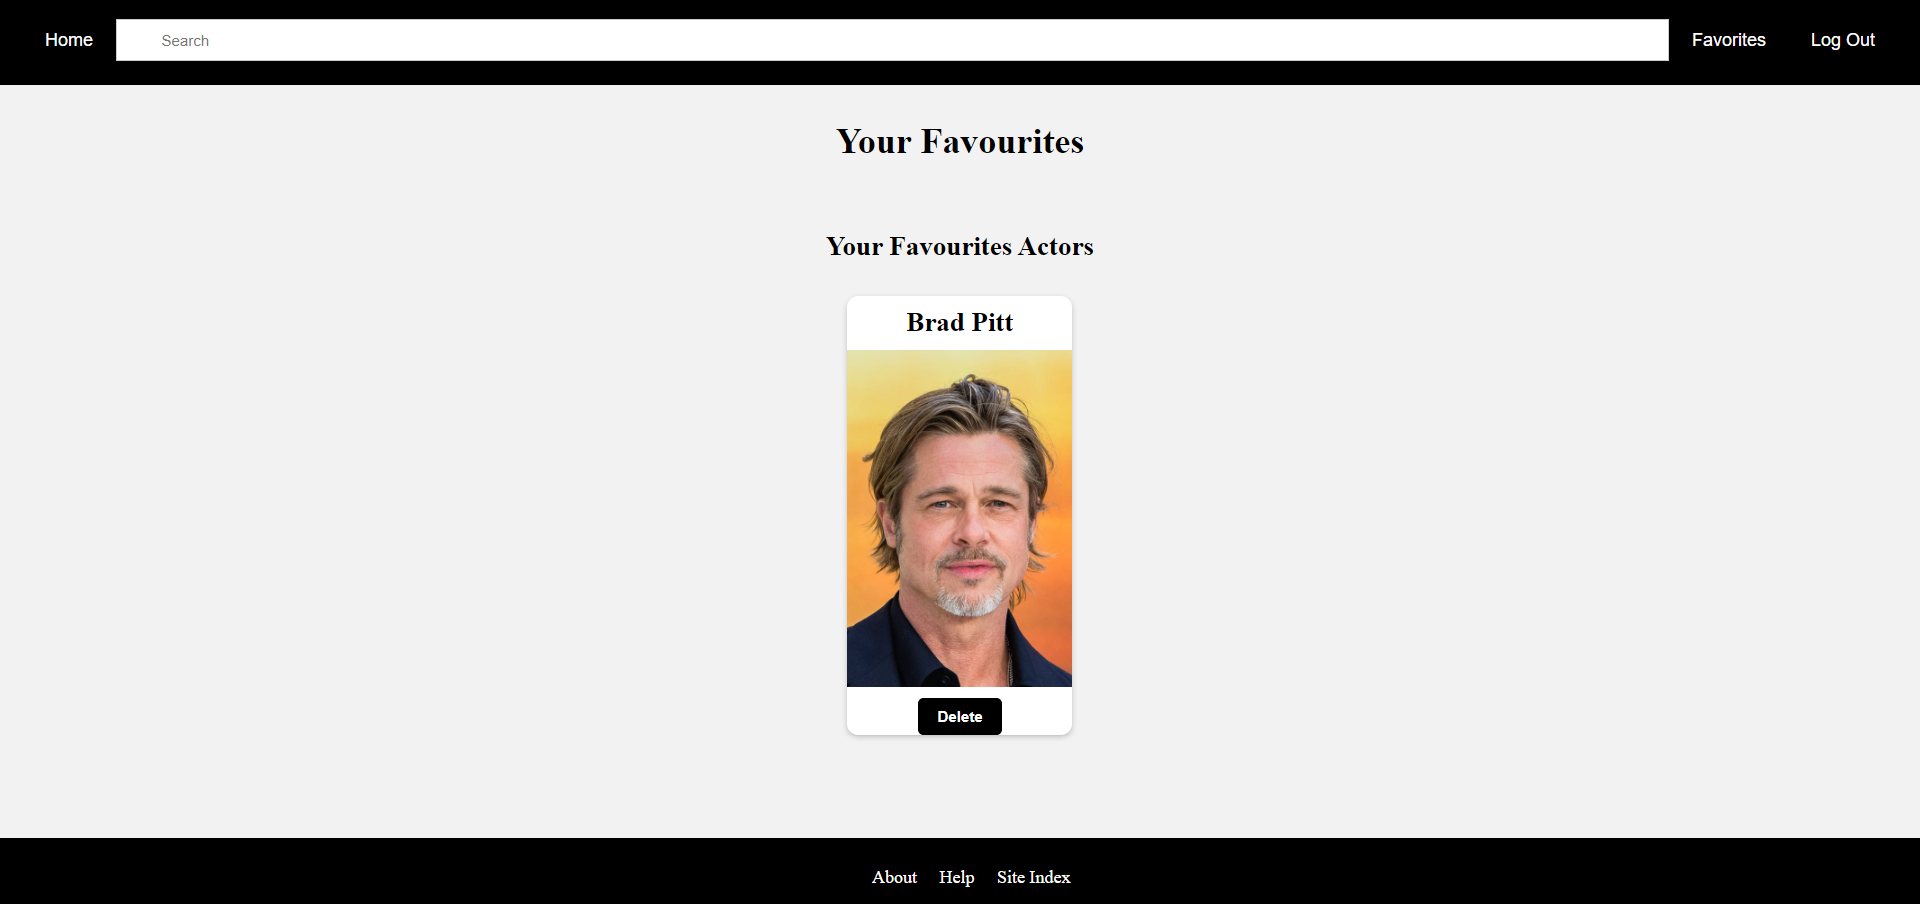 Home Search Favorites Log Out
Your Favourites
Your Favourites Actors
Brad Pitt
Delete
About Help Site Index